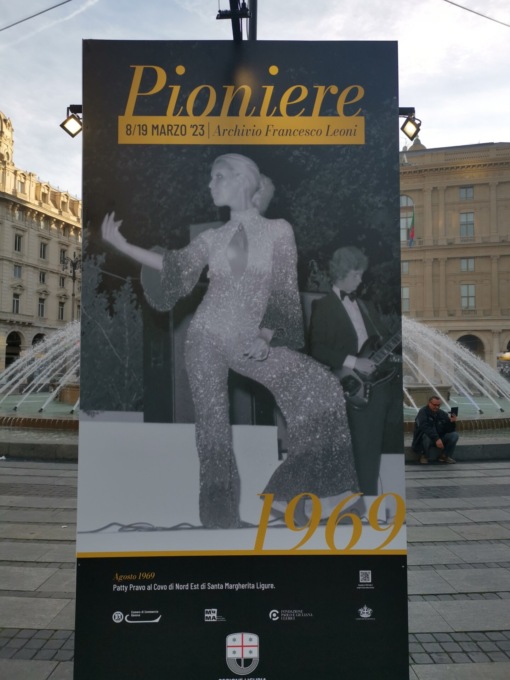 Pioniere
8/19 MARZO '23 | Archivio Francesco Leoni
1969
Agosto 1969
Patty Pravo al Covo di Nord Est di Santa Margherita Ligure.